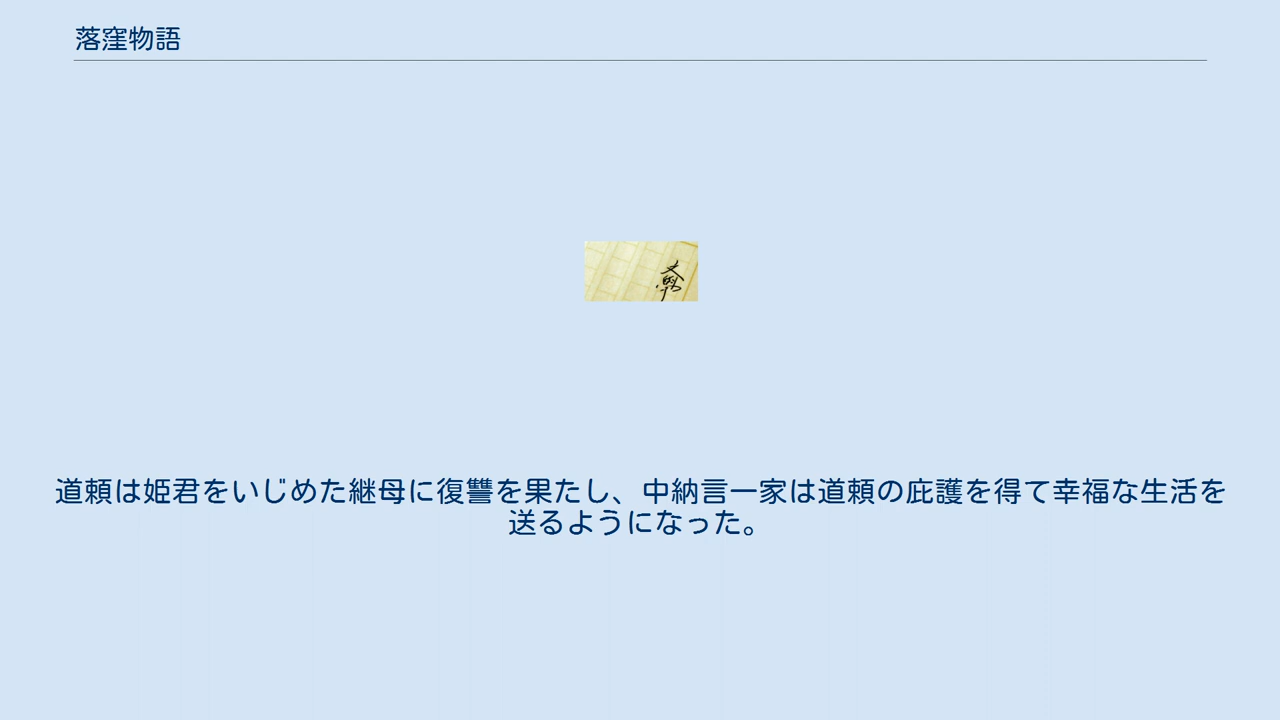 落窪物語
道頼は姫君をいじめた継母に復讐を果たし、中納言一家は道頼の庇護を得て幸福な生活を
送るようになった。